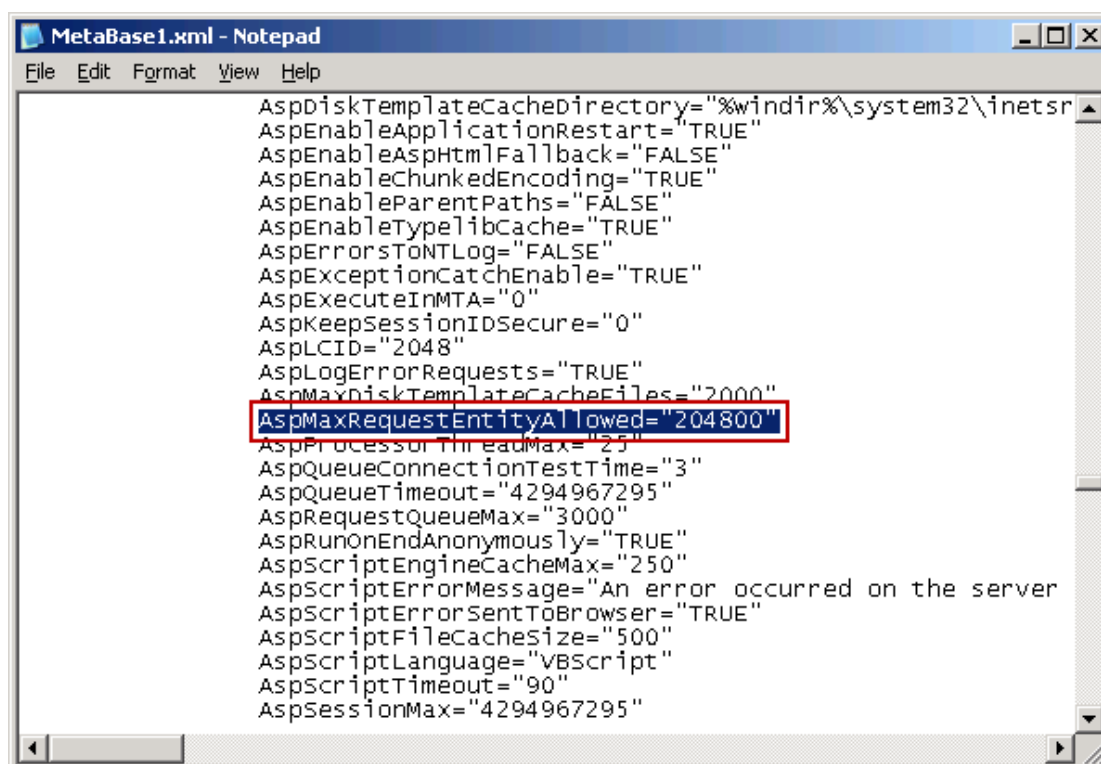 MetaBase1.xml - Notepad
File Edit Format View Help
AspDiskTemplateCacheDirectory="%windir%\system32\inetsr
AspEnableApplicationRestart="TRUE"
AspEnableAspHtmlFallback="FALSE"
AspEnableChunkedEncoding="TRUE"
AspEnableParentPaths="FALSE"
AspEnableTypelibCache="TRUE"
AspErrorsToNTLog="FALSE"
AspExceptionCatchEnable="TRUE"
AspExecuteInMTA="0"
AspKeepSessionIDSecure="0"
AspLCID="2048"
AspLogErrorRequests="TRUE"
AspMaxDiskTemplateCacheFiles="2000"
AspMaxRequestEntityAllowed="204800"
AspProcessorThreadMax="25"
AspQueueConnectionTestTime="3"
AspQueueTimeout="4294967295"
AspRequestQueueMax="3000"
AspRunOnEndAnonymously="TRUE"
AspScriptEngineCacheMax="250"
AspScriptErrorMessage="An error occurred on the server
AspScriptErrorSentToBrowser="TRUE"
AspScriptFileCacheSize="500"
AspScriptLanguage="VBScript"
AspScriptTimeout="90"
AspSessionMax="4294967295"